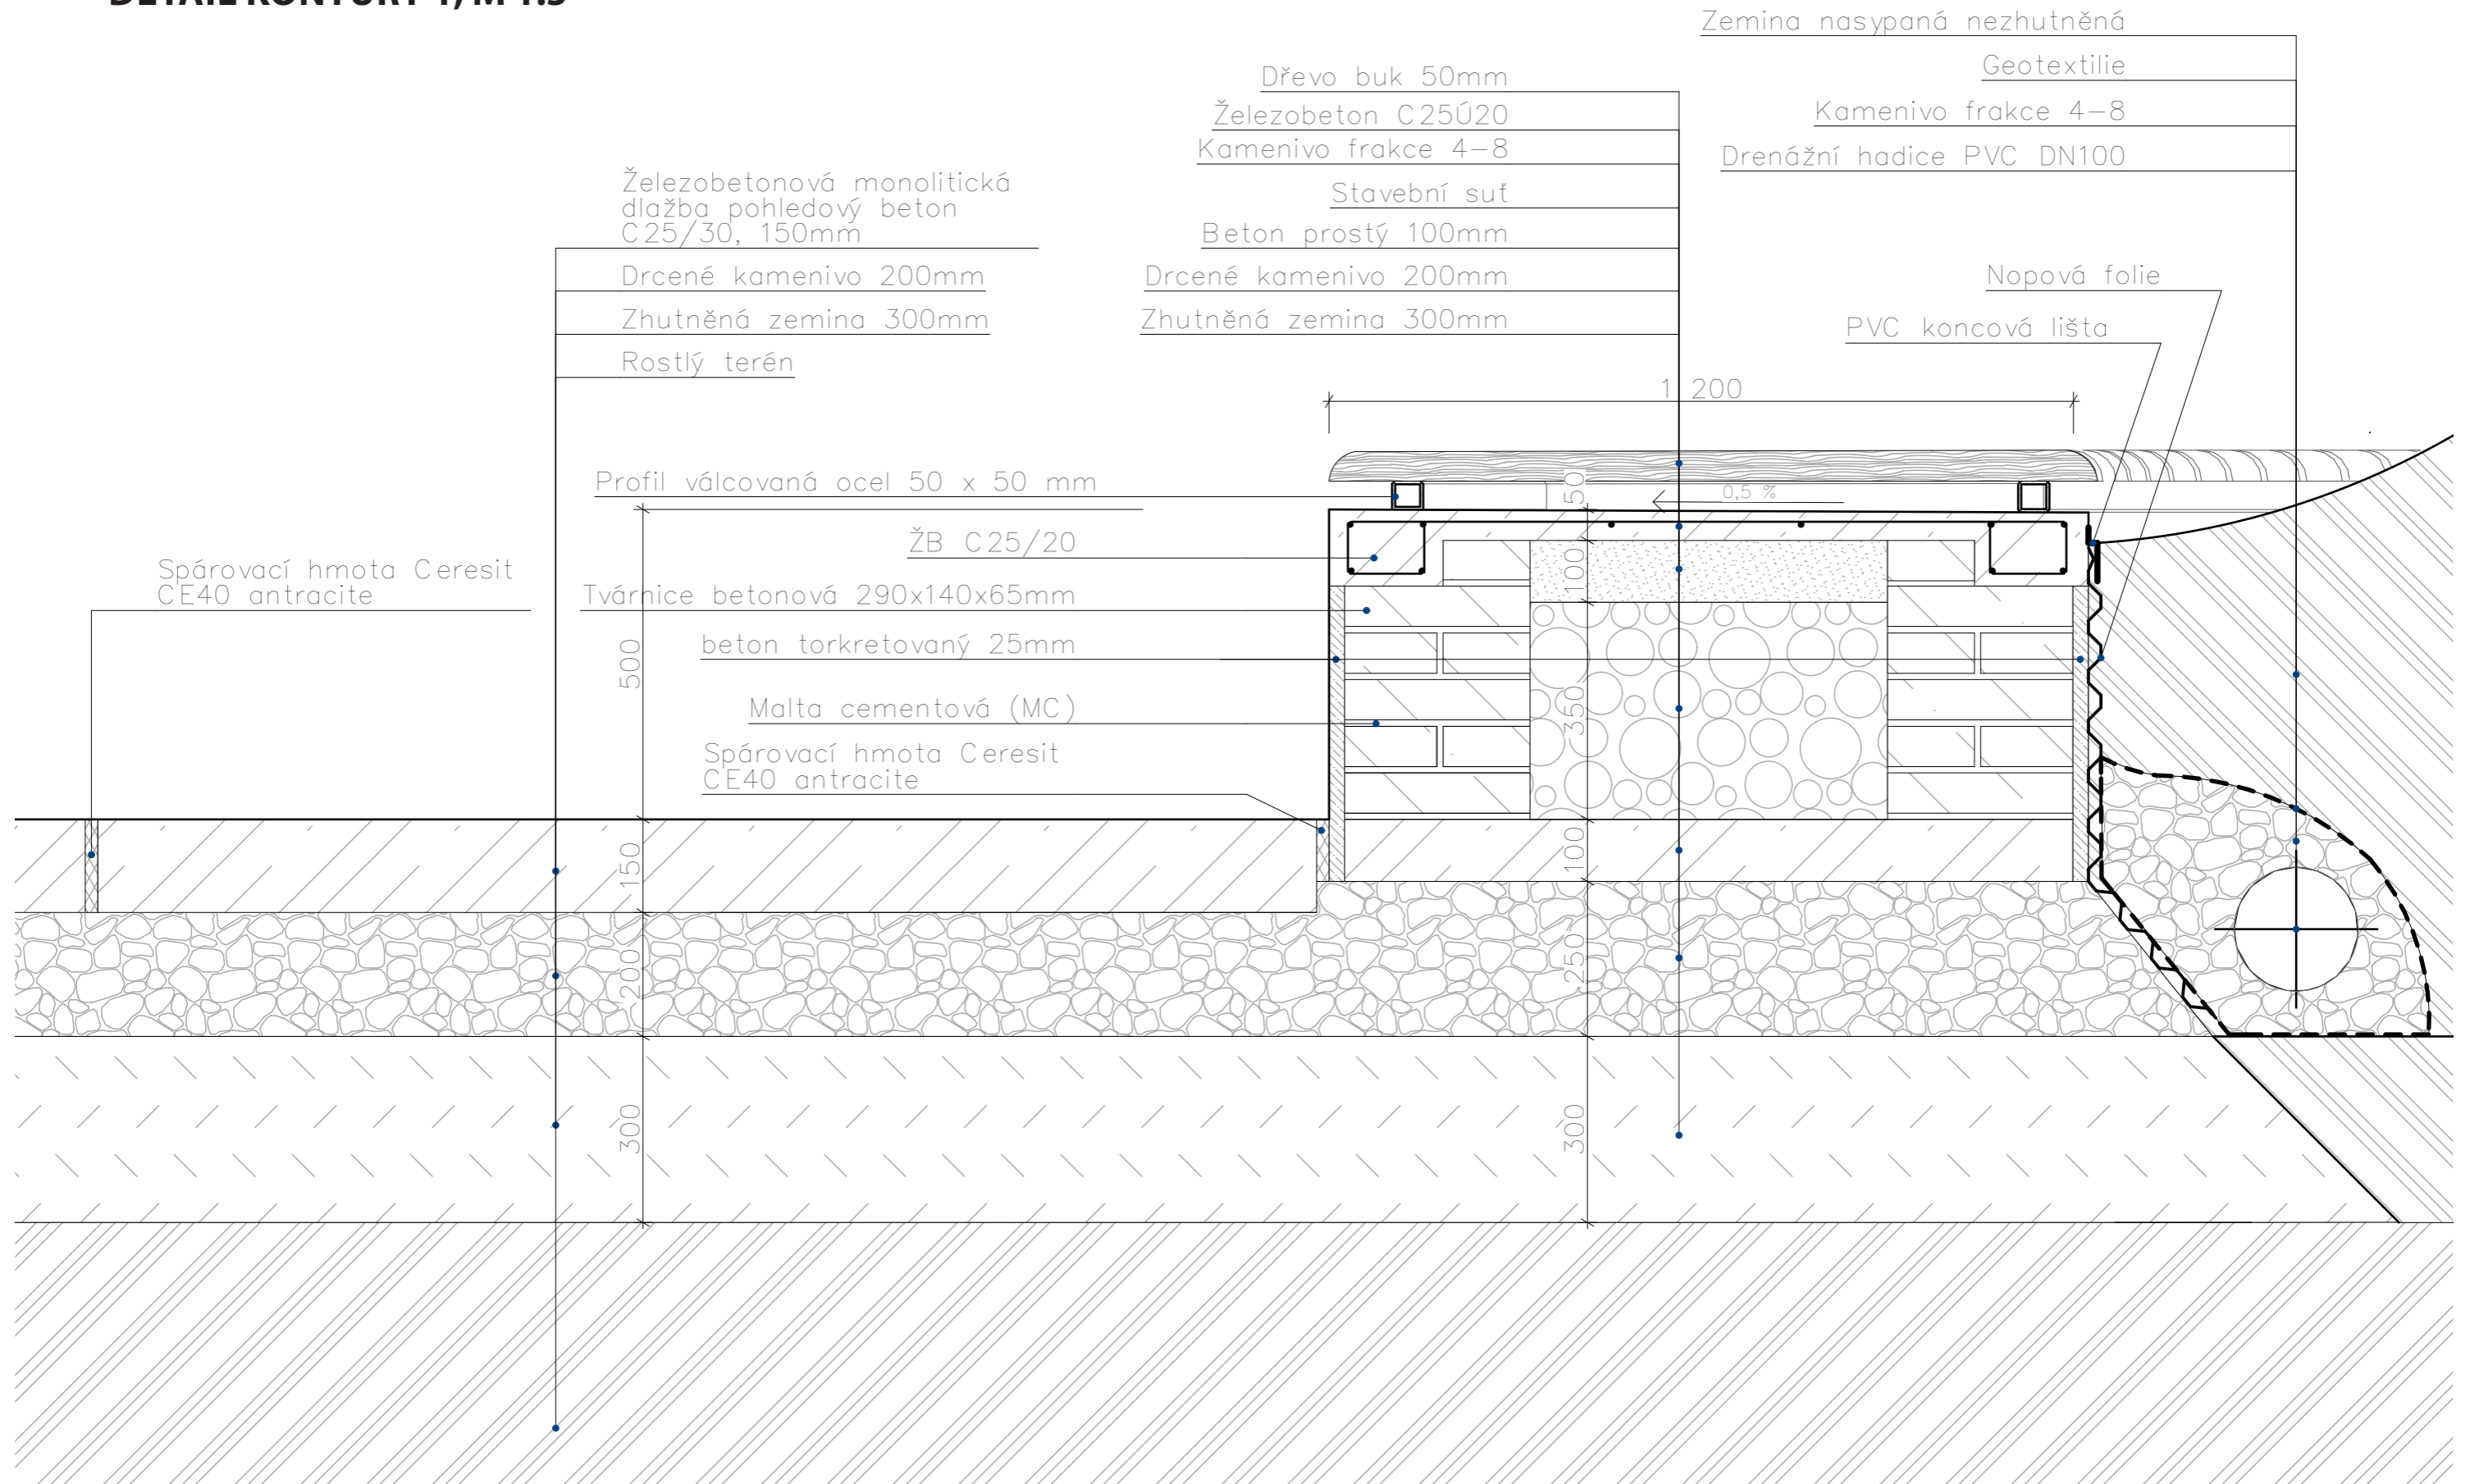 Zemina nasypaná nezhutněná
Geotextilie
Kamenivo frakce 4–8
Drenážní hadice PVC DN100
Dřevo buk 50mm
Železobeton C25Ú20
Kamenivo frakce 4–8
Stavební suť
Beton prostý 100mm
Drcené kamenivo 200mm
Zhutněná zemina 300mm
Železobetonová monolitická
dlažba pohledový beton
C25/30, 150mm
Drcené kamenivo 200mm
Zhutněná zemina 300mm
Rostlý terén
Nopová folie
PVC koncová lišta
1 200
Profil válcovaná ocel 50 x 50 mm
ŽB C25/20
Spárovací hmota Ceresit
CE40 antracite
Tvárnice betonová 290x140x65mm
beton torkretovaný 25mm
Malta cementová (MC)
Spárovací hmota Ceresit
CE40 antracite
0,5 %
50
100
350
100
250
300
500
150
200
300